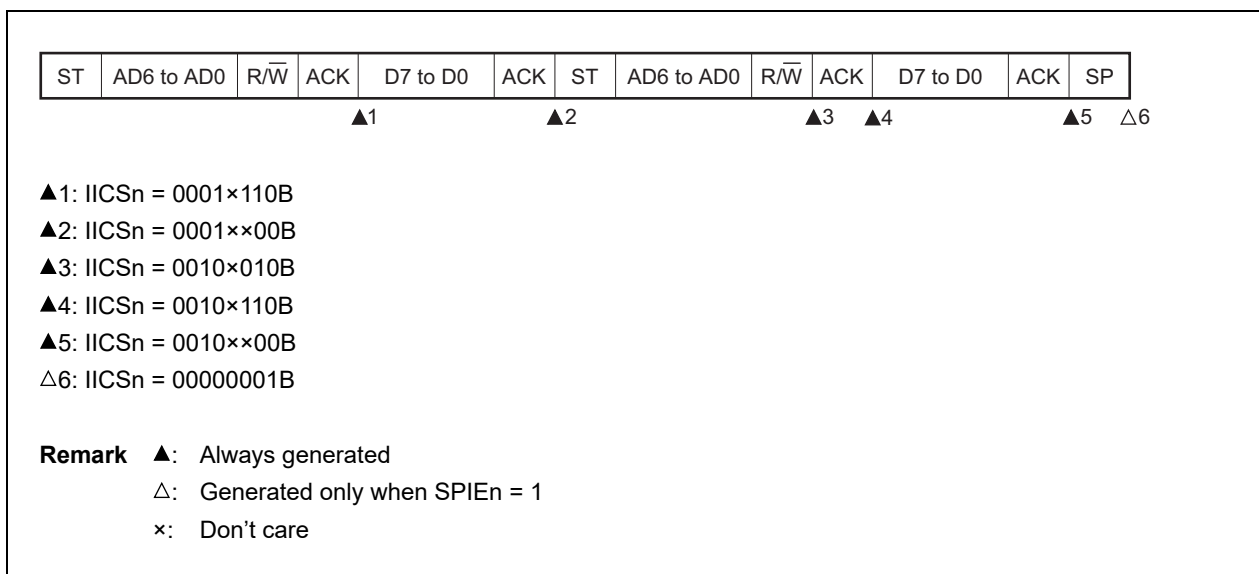 ST AD6 to AD0 R/W̅ ACK D7 to D0 ACK ST AD6 to AD0 R/W̅ ACK D7 to D0 ACK SP
▲1 ▲2 ▲3 ▲4 ▲5 △6
▲1: IICSn = 0001×110B
▲2: IICSn = 0001××00B
▲3: IICSn = 0010×010B
▲4: IICSn = 0010×110B
▲5: IICSn = 0010××00B
△6: IICSn = 00000001B
Remark ▲: Always generated
△: Generated only when SPIEn = 1
×: Don’t care